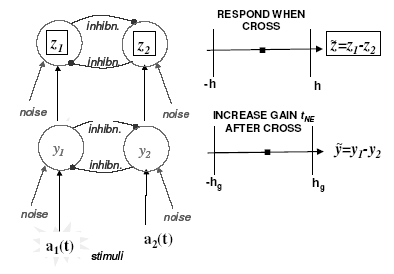 inhibn.
z1
z2
inhibn.
noise
noise
RESPOND WHEN
CROSS
-h
h
z̃=z1-z2
inhibn.
y1
y2
inhibn.
noise
noise
INCREASE GAIN tNE
AFTER CROSS
-hg
hg
ỹ=y1-y2
a1(t)
a2(t)
stimuli